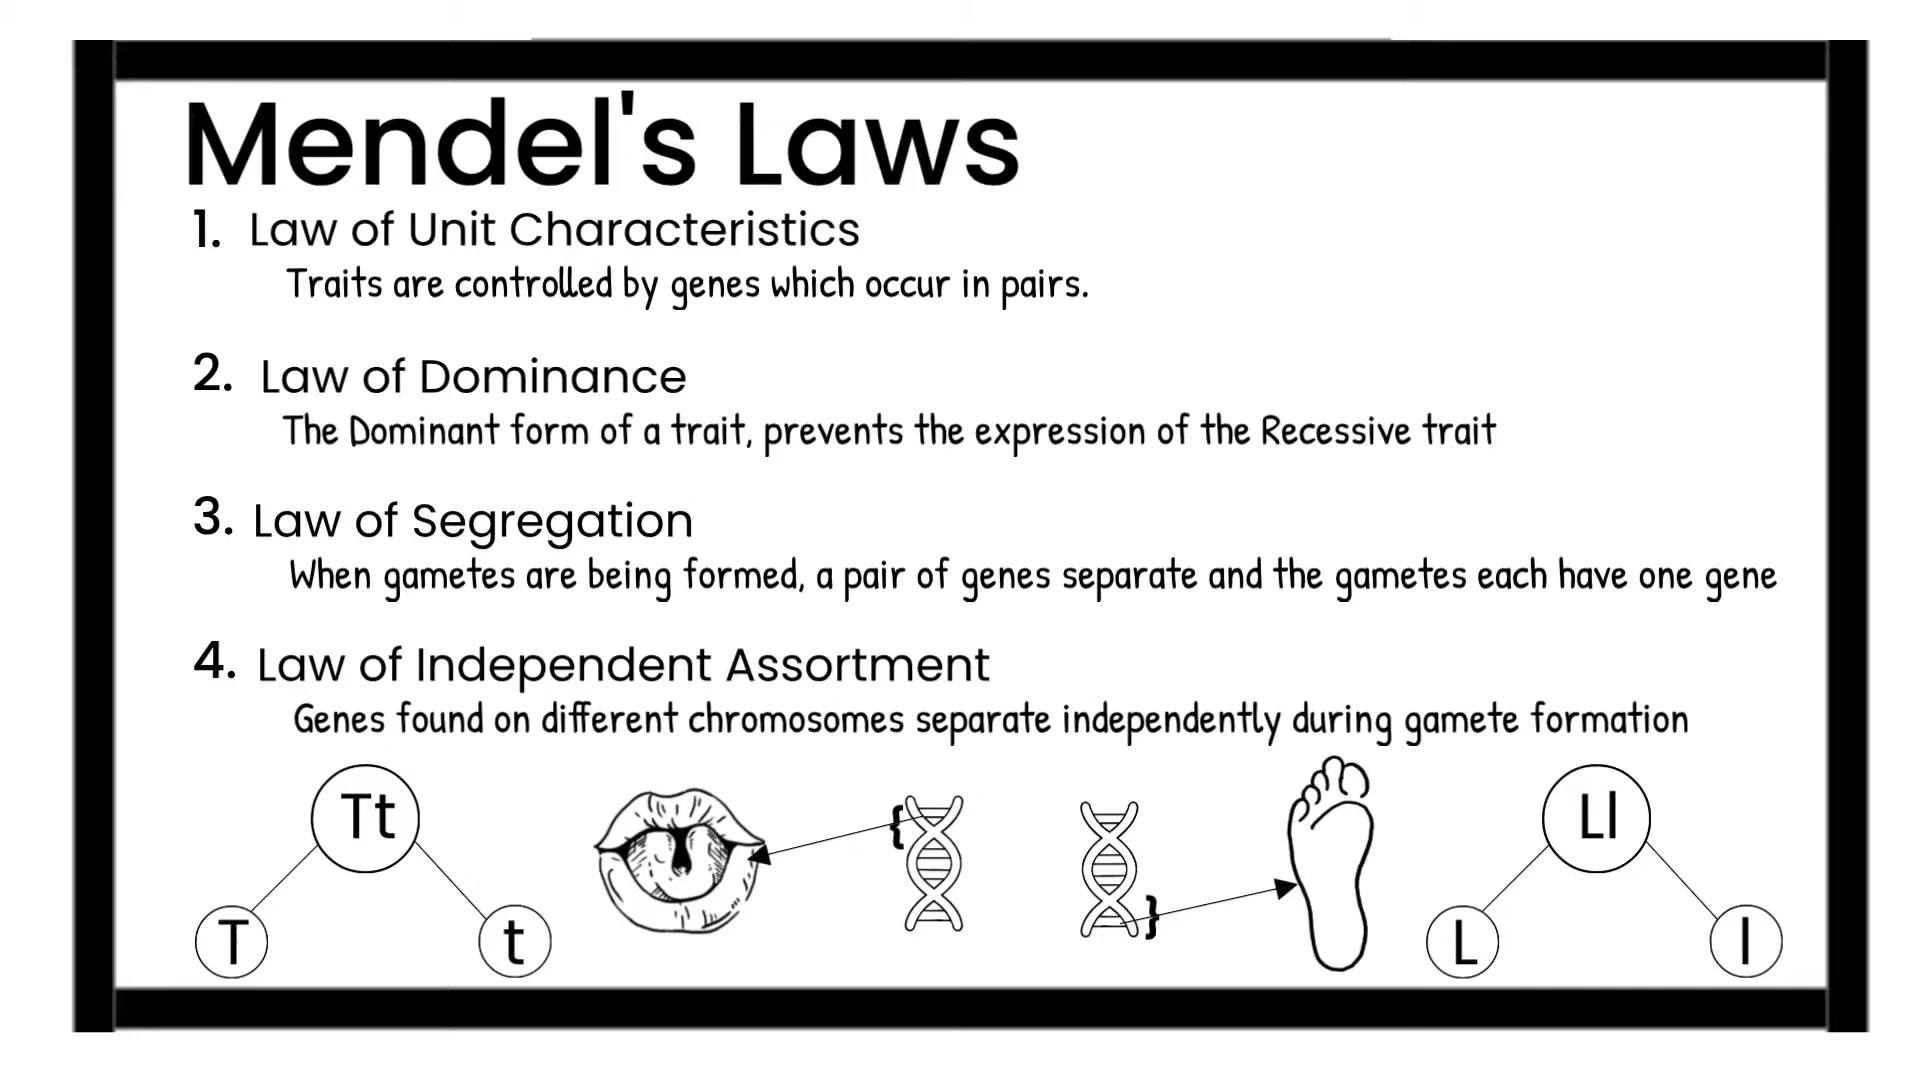 Mendel's Laws
1. Law of Unit Characteristics
Traits are controlled by genes which occur in pairs.
2. Law of Dominance
The Dominant form of a trait, prevents the expression of the Recessive trait
3. Law of Segregation
When gametes are being formed, a pair of genes separate and the gametes each have one gene
4. Law of Independent Assortment
Genes found on different chromosomes separate independently during gamete formation
Tt
T
t
{
}
Ll
L
l